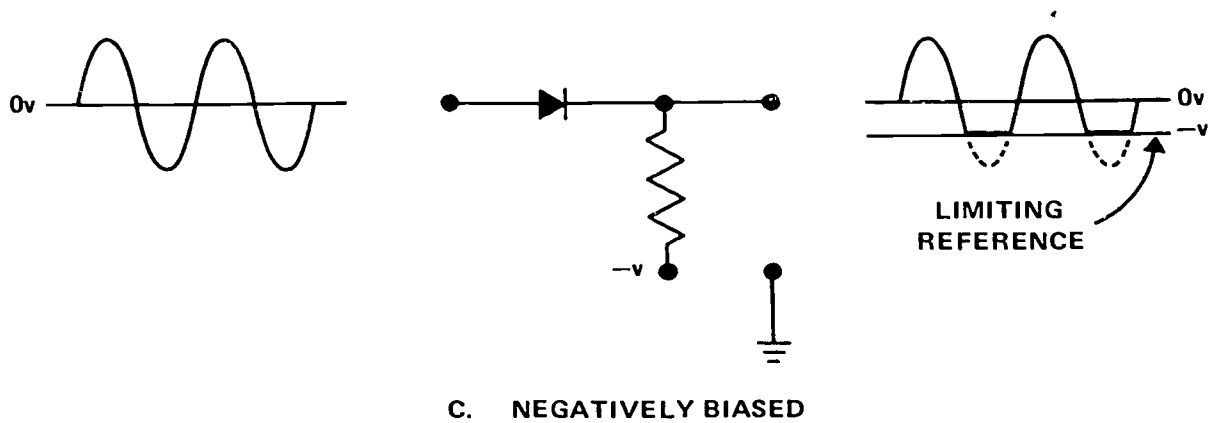 0v
0v
—v
LIMITING
REFERENCE
—v
C. NEGATIVELY BIASED